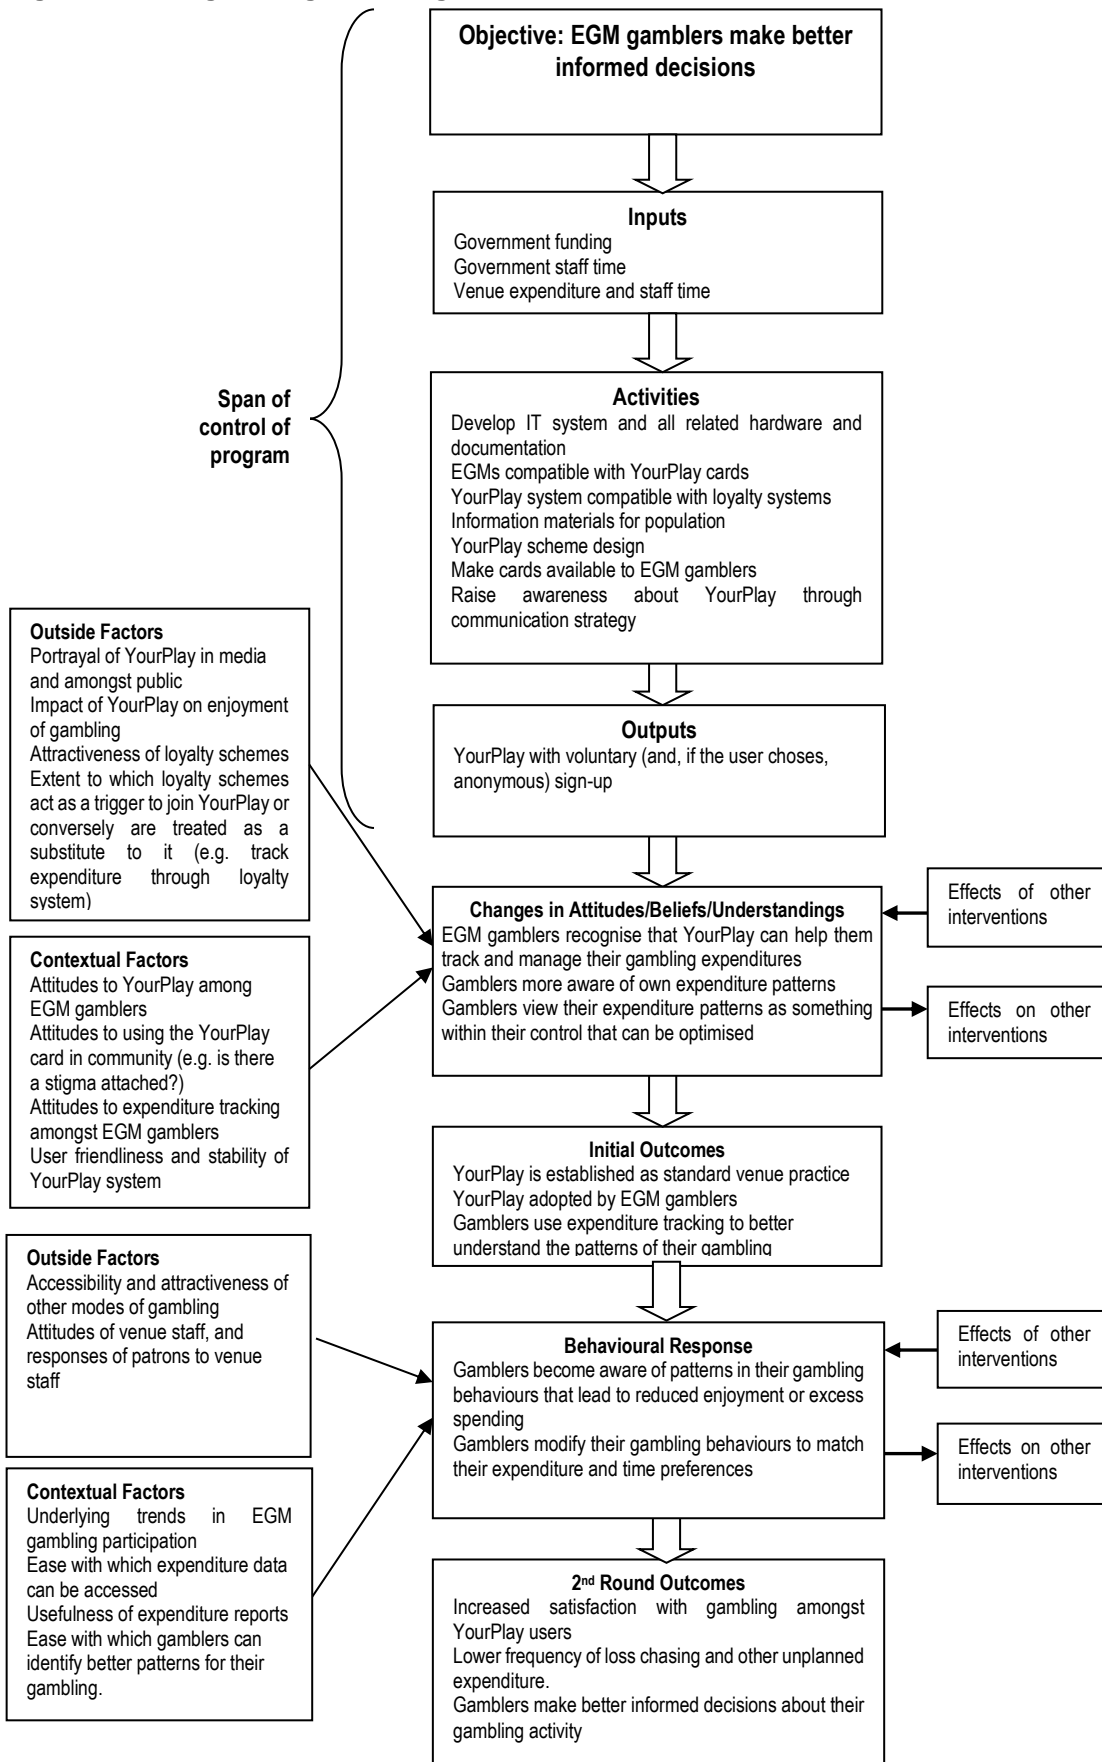 Objective: EGM gamblers make better
informed decisions
Inputs
Government funding
Government staff time
Venue expenditure and staff time
Span of
control of
program
Activities
Develop IT system and all related hardware and
documentation
EGMs compatible with YourPlay cards
YourPlay system compatible with loyalty systems
Information materials for population
YourPlay scheme design
Make cards available to EGM gamblers
Raise awareness about YourPlay through
communication strategy
Outside Factors
Portrayal of YourPlay in media
and amongst public
Impact of YourPlay on enjoyment
of gambling
Attractiveness of loyalty schemes
Extent to which loyalty schemes
act as a trigger to join YourPlay or
conversely are treated as a
substitute to it (e.g. track
expenditure through loyalty
system)
Outputs
YourPlay with voluntary (and, if the user choses,
anonymous) sign-up
Changes in Attitudes/Beliefs/Understandings
EGM gamblers recognise that YourPlay can help them
track and manage their gambling expenditures
Gamblers more aware of own expenditure patterns
Gamblers view their expenditure patterns as something
within their control that can be optimised
Effects of other
interventions
Effects on other
interventions
Contextual Factors
Attitudes to YourPlay among
EGM gamblers
Attitudes to using the YourPlay
card in community (e.g. is there
a stigma attached?)
Attitudes to expenditure tracking
amongst EGM gamblers
User friendliness and stability of
YourPlay system
Initial Outcomes
YourPlay is established as standard venue practice
YourPlay adopted by EGM gamblers
Gamblers use expenditure tracking to better
understand the patterns of their gambling
Outside Factors
Accessibility and attractiveness of
other modes of gambling
Attitudes of venue staff, and
responses of patrons to venue
staff
Behavioural Response
Gamblers become aware of patterns in their gambling
behaviours that lead to reduced enjoyment or excess
spending
Gamblers modify their gambling behaviours to match
their expenditure and time preferences
Effects of other
interventions
Effects on other
interventions
Contextual Factors
Underlying trends in EGM
gambling participation
Ease with which expenditure data
can be accessed
Usefulness of expenditure reports
Ease with which gamblers can
identify better patterns for their
gambling.
2nd Round Outcomes
Increased satisfaction with gambling amongst
YourPlay users
Lower frequency of loss chasing and other unplanned
expenditure.
Gamblers make better informed decisions about their
gambling activity